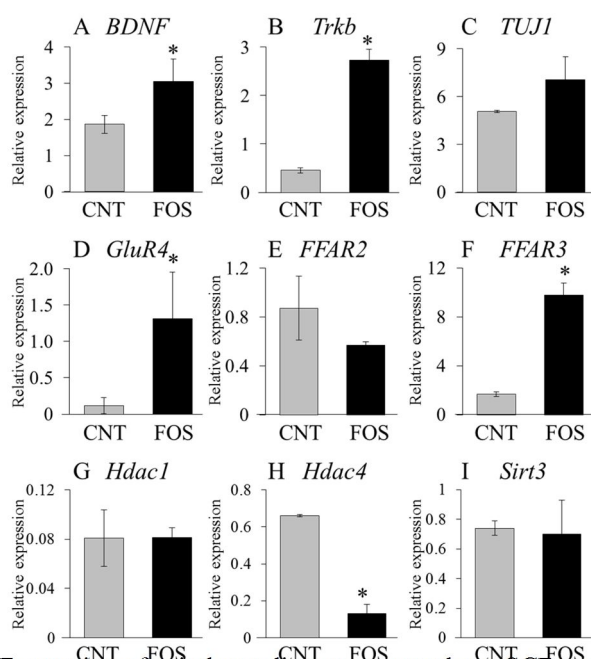 A BDNF
B Trkb
C TUJ1
Relative expression
4
3
2
1
0
*
CNT FOS
Relative expression
3
2
1
0
*
CNT FOS
Relative expression
9
6
3
0
CNT FOS
D GluR4
E FFAR2
F FFAR3
Relative expression
2.0
1.5
1.0
0.5
0
*
CNT FOS
Relative expression
1.2
0.8
0.4
0
CNT FOS
Relative expression
12
8
4
0
*
CNT FOS
G Hdac1
H Hdac4
I Sirt3
Relative expression
0.12
0.08
0.04
0
CNT FOS
Relative expression
0.8
0.6
0.4
0.2
0
*
CNT FOS
Relative expression
1
0.8
0.6
0.4
0.2
0
CNT FOS